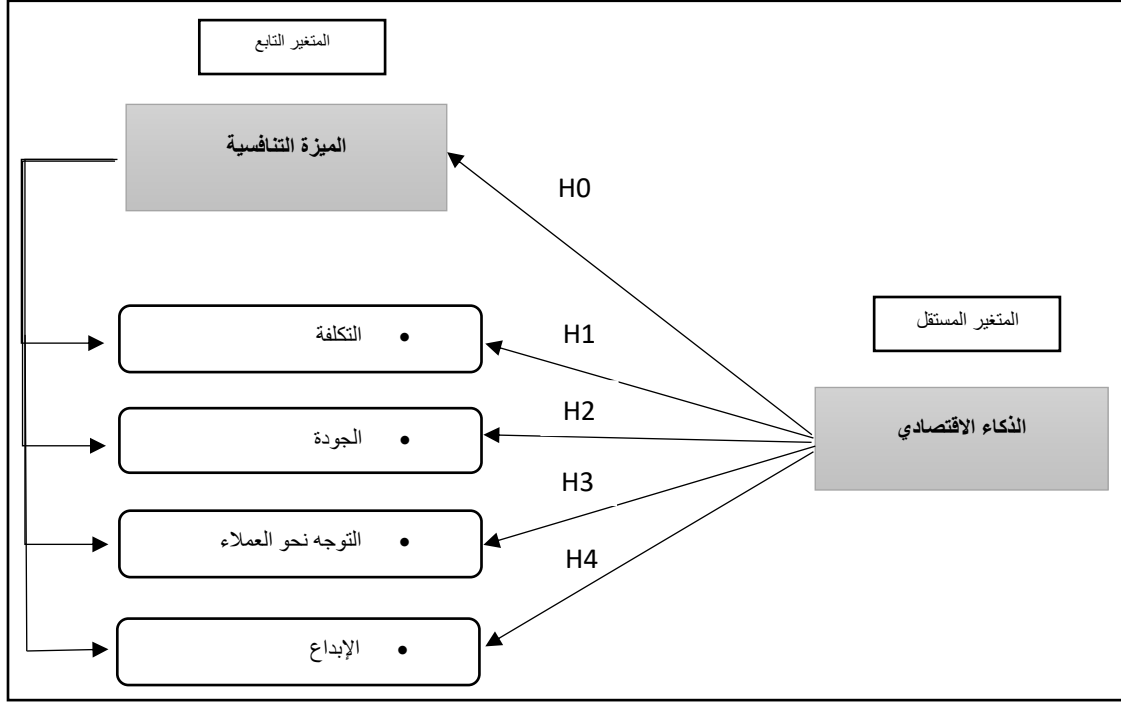 المتغير التابع
الميزة التنافسية
H0
المتغير المستقل
H1
• التكلفة
H2
• الجودة
الذكاء الاقتصادي
H3
• التوجه نحو العملاء
H4
• الإبداع